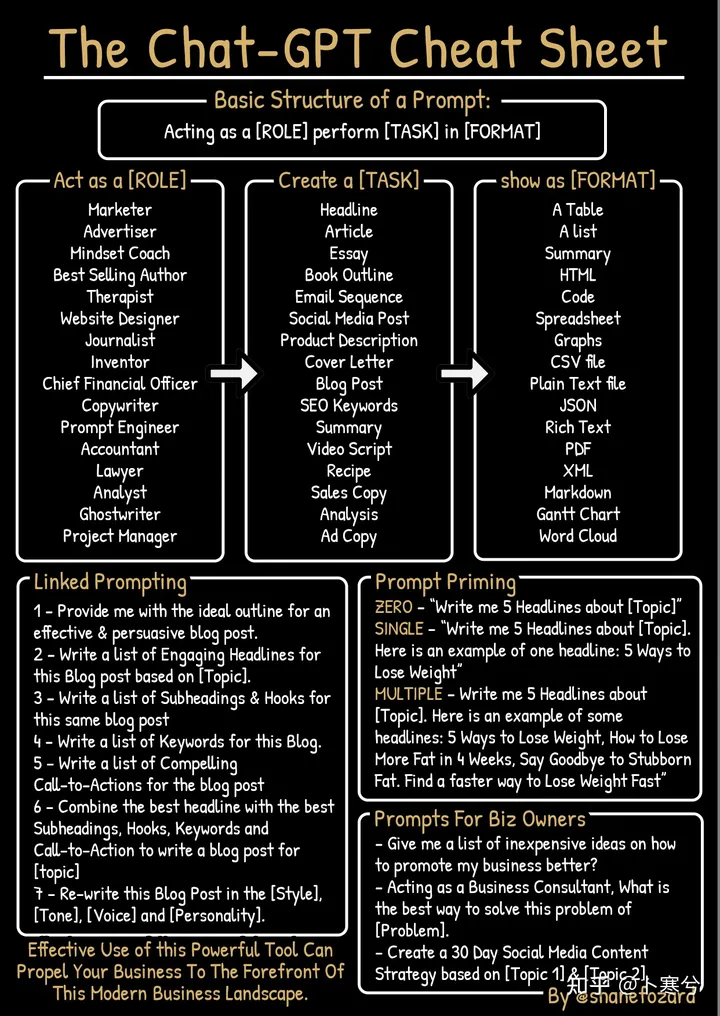 The Chat-GPT Cheat Sheet
Basic Structure of a Prompt:
Acting as a [ROLE] perform [TASK] in [FORMAT]
Act as a [ROLE]
Marketer
Advertiser
Mindset Coach
Best Selling Author
Therapist
Website Designer
Journalist
Inventor
Chief Financial Officer
Copywriter
Prompt Engineer
Accountant
Lawyer
Analyst
Ghostwriter
Project Manager
Create a [TASK]
Headline
Article
Essay
Book Outline
Email Sequence
Social Media Post
Product Description
Cover Letter
Blog Post
SEO Keywords
Summary
Video Script
Recipe
Sales Copy
Analysis
Ad Copy
show as [FORMAT]
A Table
A list
Summary
HTML
Code
Spreadsheet
Graphs
CSV file
Plain Text file
JSON
Rich Text
PDF
XML
Markdown
Gantt Chart
Word Cloud
Linked Prompting
1 - Provide me with the ideal outline for an
effective & persuasive blog post.
2 - Write a list of Engaging Headlines for
this Blog post based on [Topic].
3 - Write a list of Subheadings & Hooks for
this same blog post
4 - Write a list of Keywords for this Blog.
5 - Write a list of Compelling
Call-to-Actions for the blog post
6 - Combine the best headline with the best
Subheadings, Hooks, Keywords and
Call-to-Action to write a blog post for
[topic]
7 - Re-write this Blog Post in the [Style],
[Tone], [Voice] and [Personality].
Effective Use of this Powerful Tool Can
Propel Your Business To The Forefront Of
This Modern Business Landscape.
Prompt Priming
ZERO - "Write me 5 Headlines about [Topic]"
SINGLE - "Write me 5 Headlines about [Topic].
Here is an example of one headline: 5 Ways to
Lose Weight"
MULTIPLE - Write me 5 Headlines about
[Topic]. Here is an example of some
headlines: 5 Ways to Lose Weight, How to Lose
More Fat in 4 Weeks, Say Goodbye to Stubborn
Fat. Find a faster way to Lose Weight Fast"
Prompts For Biz Owners
- Give me a list of inexpensive ideas on how
to promote my business better?
- Acting as a Business Consultant, What is
the best way to solve this problem of
[Problem].
- Create a 30 Day Social Media Content
Strategy based on [Topic 1] & [Topic 2]
知乎 @卜寒兮
By @shanefozard